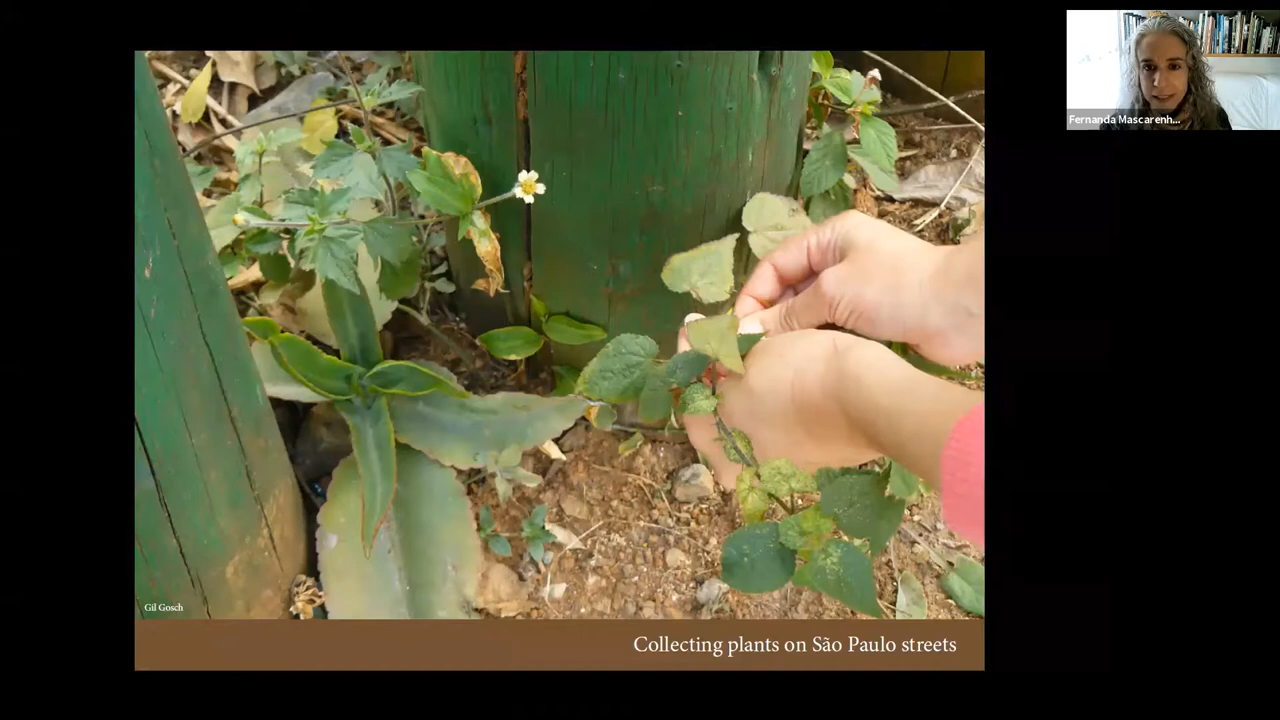 Fernanda Mascarenh...
Gil Gosch
Collecting plants on São Paulo streets